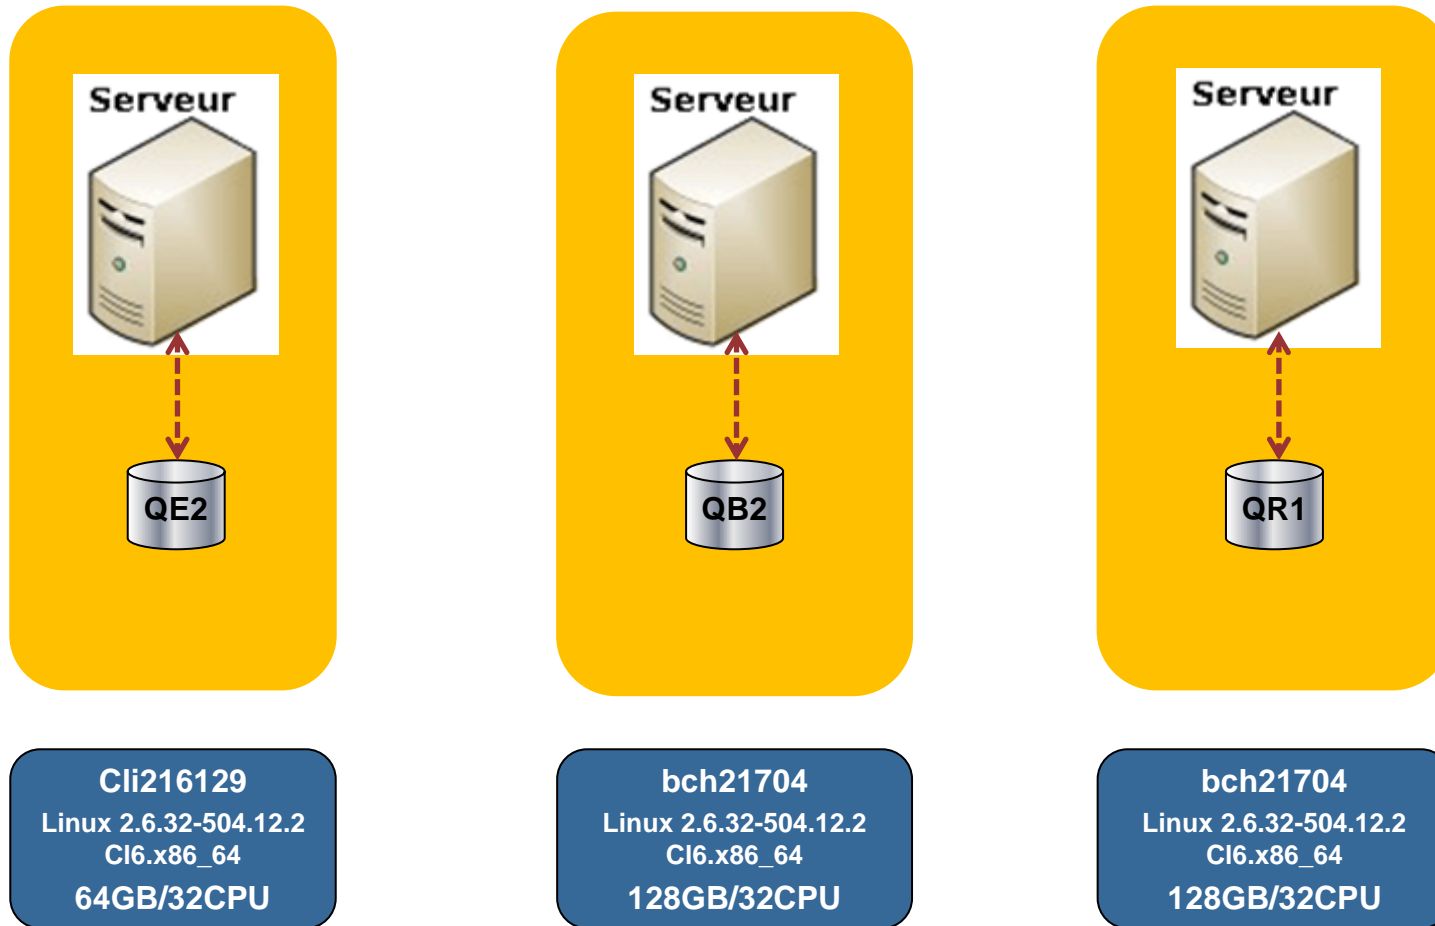 Serveur
QE2
Serveur
QB2
Serveur
QR1
Cli216129
Linux 2.6.32-504.12.2
Cl6.x86_64
64GB/32CPU
bch21704
Linux 2.6.32-504.12.2
Cl6.x86_64
128GB/32CPU
bch21704
Linux 2.6.32-504.12.2
Cl6.x86_64
128GB/32CPU